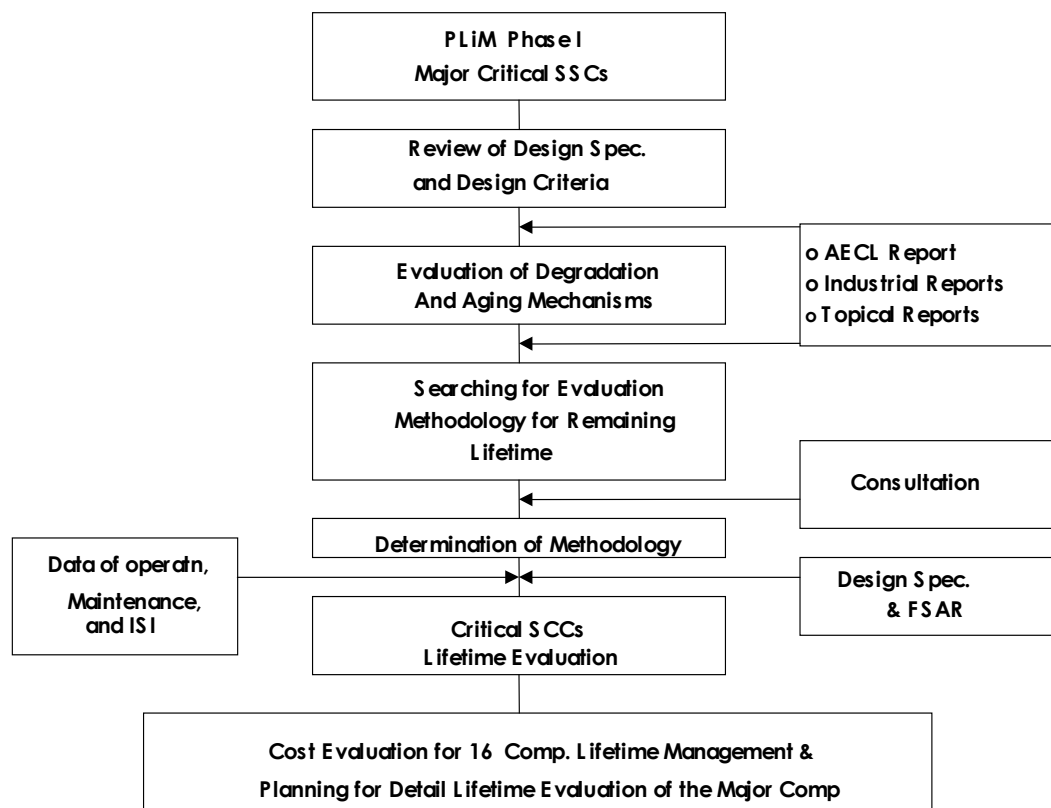 PLiM Phase I
Major Critical SSCs
Review of Design Spec.
and Design Criteria
Evaluation of Degradation
And Aging Mechanisms
o AECL Report
o Industrial Reports
o Topical Reports
Searching for Evaluation
Methodology for Remaining
Lifetime
Consultation
Determination of Methodology
Data of operatn,
Maintenance,
and ISI
Design Spec.
& FSAR
Critical SCCs
Lifetime Evaluation
Cost Evaluation for 16 Comp. Lifetime Management &
Planning for Detail Lifetime Evaluation of the Major Comp